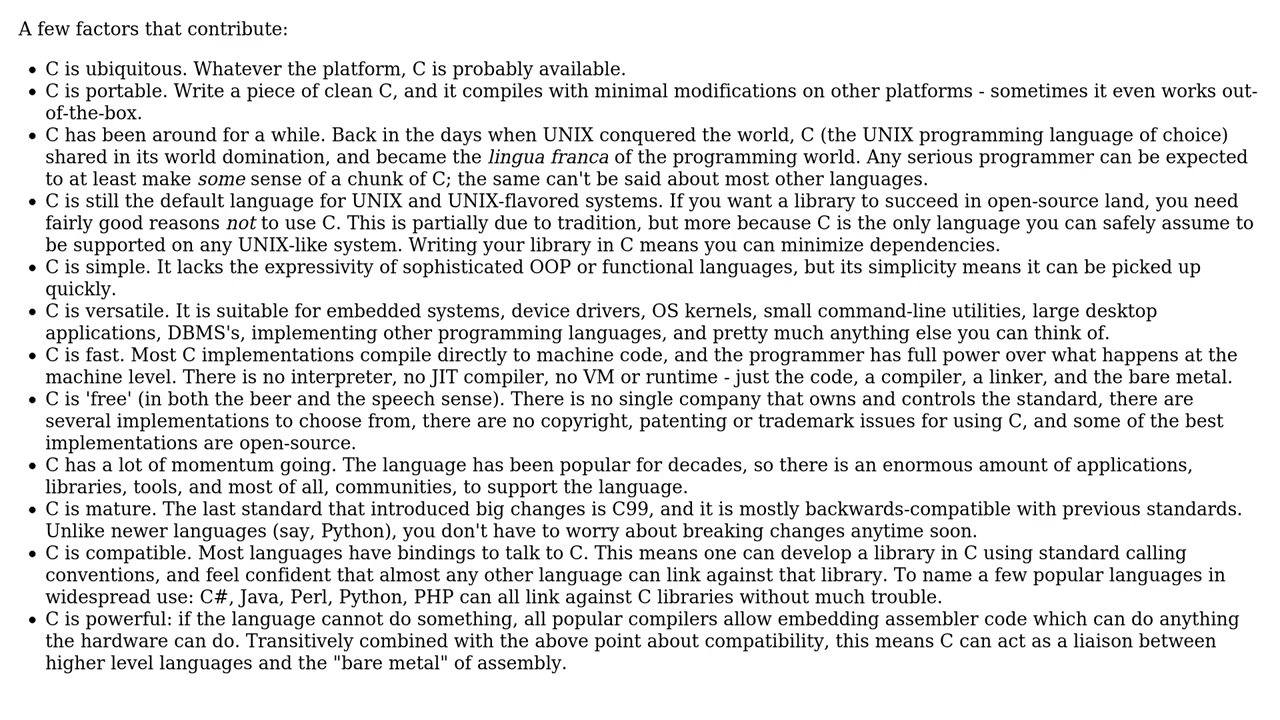 A few factors that contribute:
• C is ubiquitous. Whatever the platform, C is probably available.
• C is portable. Write a piece of clean C, and it compiles with minimal modifications on other platforms - sometimes it even works out-
of-the-box.
• C has been around for a while. Back in the days when UNIX conquered the world, C (the UNIX programming language of choice)
shared in its world domination, and became the lingua franca of the programming world. Any serious programmer can be expected
to at least make some sense of a chunk of C; the same can't be said about most other languages.
• C is still the default language for UNIX and UNIX-flavored systems. If you want a library to succeed in open-source land, you need
fairly good reasons not to use C. This is partially due to tradition, but more because C is the only language you can safely assume to
be supported on any UNIX-like system. Writing your library in C means you can minimize dependencies.
• C is simple. It lacks the expressivity of sophisticated OOP or functional languages, but its simplicity means it can be picked up
quickly.
• C is versatile. It is suitable for embedded systems, device drivers, OS kernels, small command-line utilities, large desktop
applications, DBMS's, implementing other programming languages, and pretty much anything else you can think of.
• C is fast. Most C implementations compile directly to machine code, and the programmer has full power over what happens at the
machine level. There is no interpreter, no JIT compiler, no VM or runtime - just the code, a compiler, a linker, and the bare metal.
• C is 'free' (in both the beer and the speech sense). There is no single company that owns and controls the standard, there are
several implementations to choose from, there are no copyright, patenting or trademark issues for using C, and some of the best
implementations are open-source.
• C has a lot of momentum going. The language has been popular for decades, so there is an enormous amount of applications,
libraries, tools, and most of all, communities, to support the language.
• C is mature. The last standard that introduced big changes is C99, and it is mostly backwards-compatible with previous standards.
Unlike newer languages (say, Python), you don't have to worry about breaking changes anytime soon.
• C is compatible. Most languages have bindings to talk to C. This means one can develop a library in C using standard calling
conventions, and feel confident that almost any other language can link against that library. To name a few popular languages in
widespread use: C#, Java, Perl, Python, PHP can all link against C libraries without much trouble.
• C is powerful: if the language cannot do something, all popular compilers allow embedding assembler code which can do anything
the hardware can do. Transitively combined with the above point about compatibility, this means C can act as a liaison between
higher level languages and the "bare metal" of assembly.